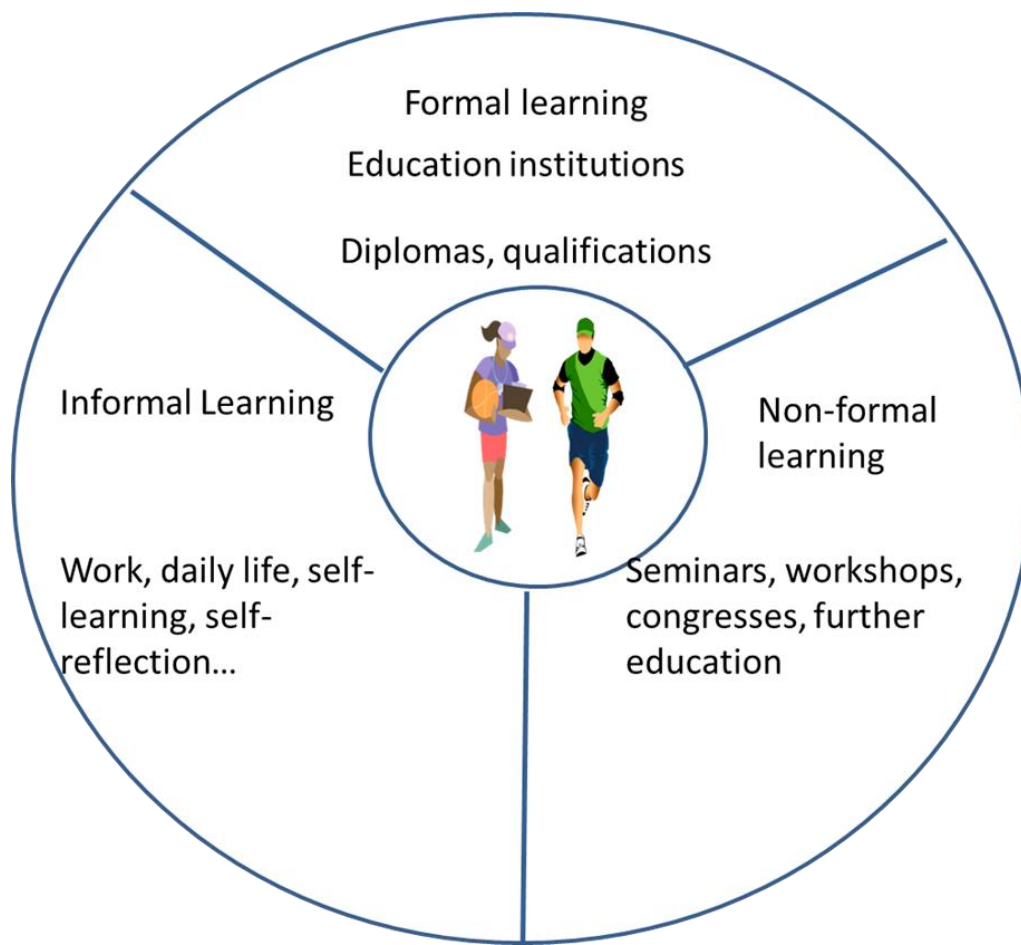 Formal learning
Education institutions
Diplomas, qualifications
Informal Learning
Work, daily life, self-
learning, self-
reflection...
Non-formal
learning
Seminars, workshops,
congresses, further
education